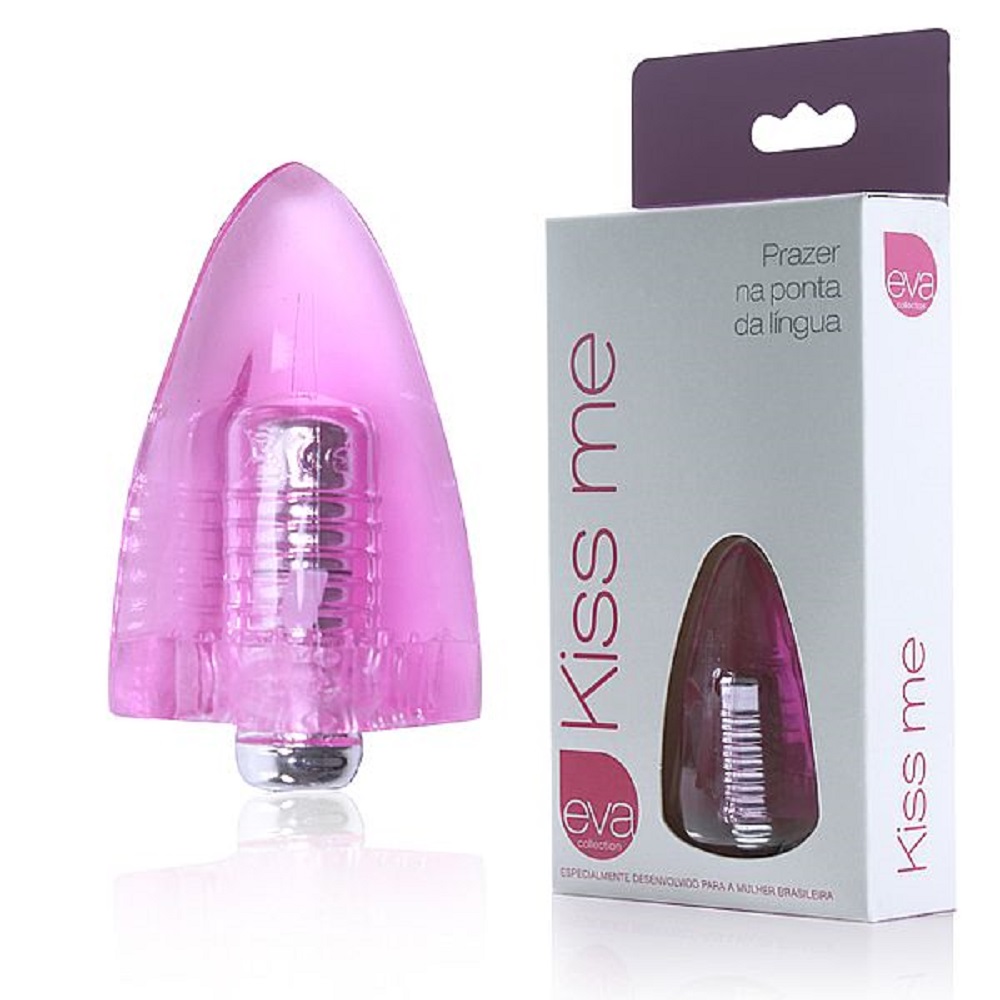 Prazer
na ponta
da língua
Kiss me
eva
collection
ESPECIALMENTE DESENVOLVIDO PARA A MULHER BRASILEIRA
eva
collection
Kiss me